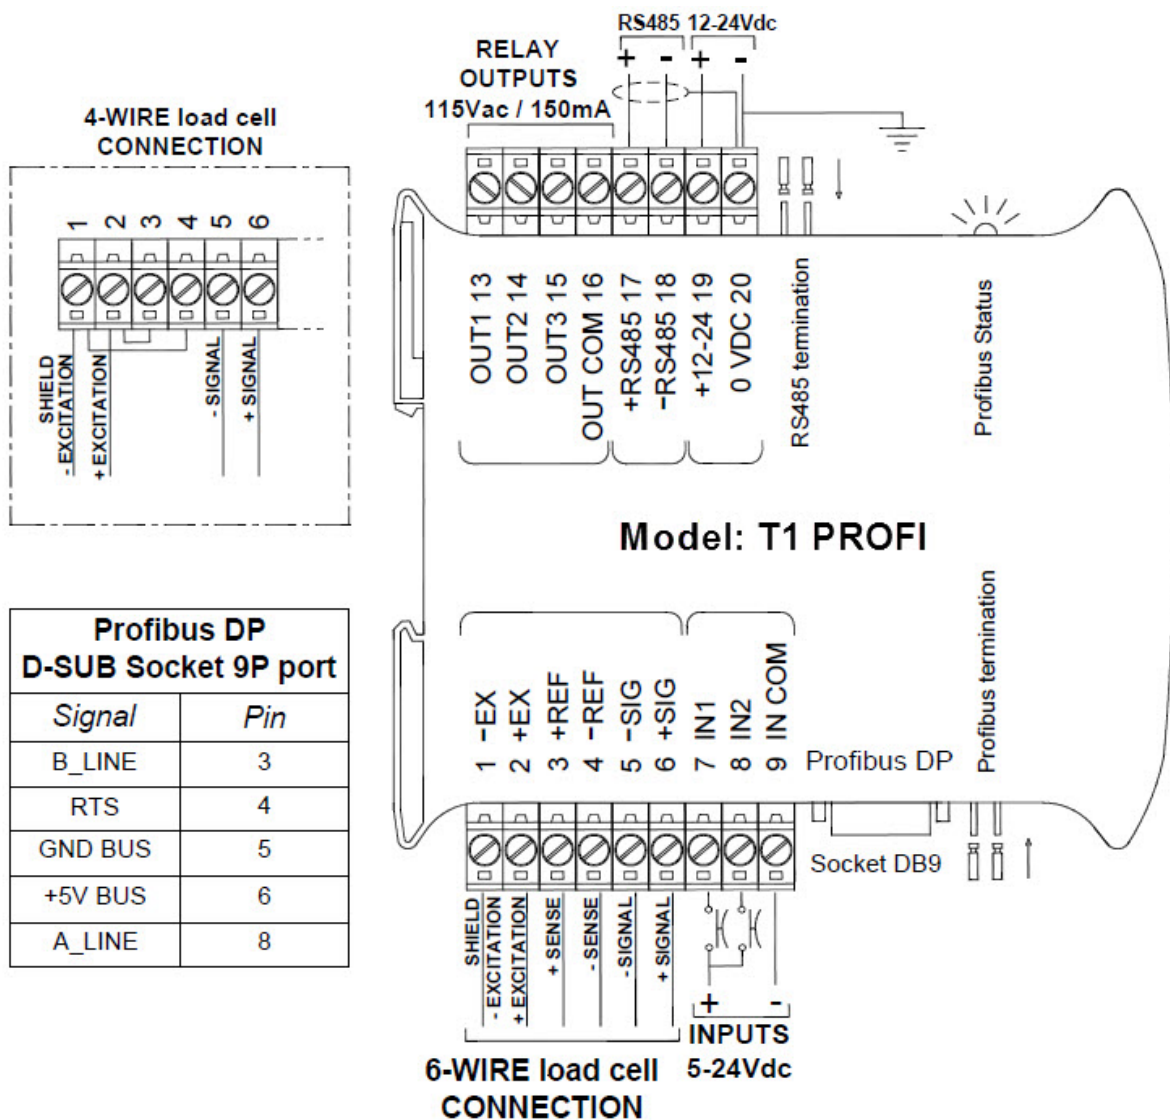 RS485 12-24Vdc
+ - + -
RELAY
OUTPUTS
115Vac / 150mA
4-WIRE load cell
CONNECTION
1 2 3 4 5 6
SHIELD
- EXCITATION
+ EXCITATION
- SIGNAL
+ SIGNAL
OUT1 13
OUT2 14
OUT3 15
OUT COM 16
+RS485 17
−RS485 18
+12-24 19
0 VDC 20
RS485 termination
Profibus Status
Model: T1 PROFI
Profibus DP
D-SUB Socket 9P port
Signal Pin
B_LINE 3
RTS 4
GND BUS 5
+5V BUS 6
A_LINE 8
1 −EX
2 +EX
3 +REF
4 −REF
5 −SIG
6 +SIG
7 IN1
8 IN2
9 IN COM
Profibus DP
Profibus termination
Socket DB9
SHIELD
- EXCITATION
+ EXCITATION
+ SENSE
- SENSE
- SIGNAL
+ SIGNAL
+ -
INPUTS
5-24Vdc
6-WIRE load cell
CONNECTION